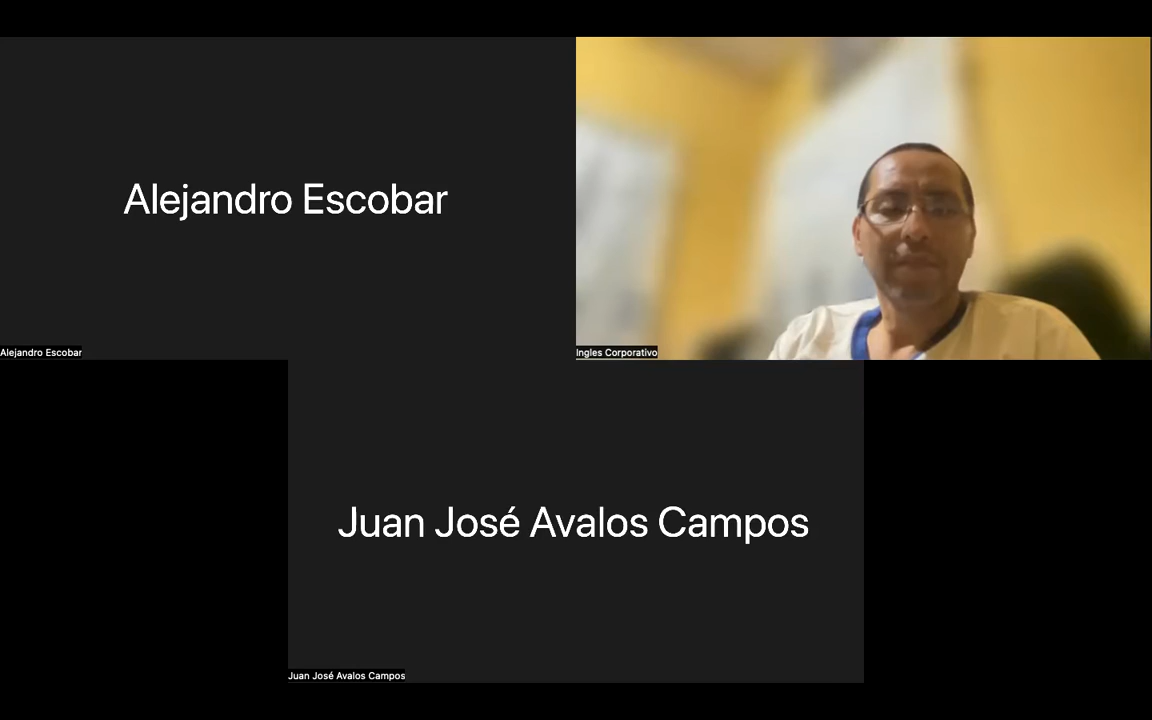 Alejandro Escobar
Alejandro Escobar
Ingles Corporativo
Juan José Avalos Campos
Juan José Avalos Campos